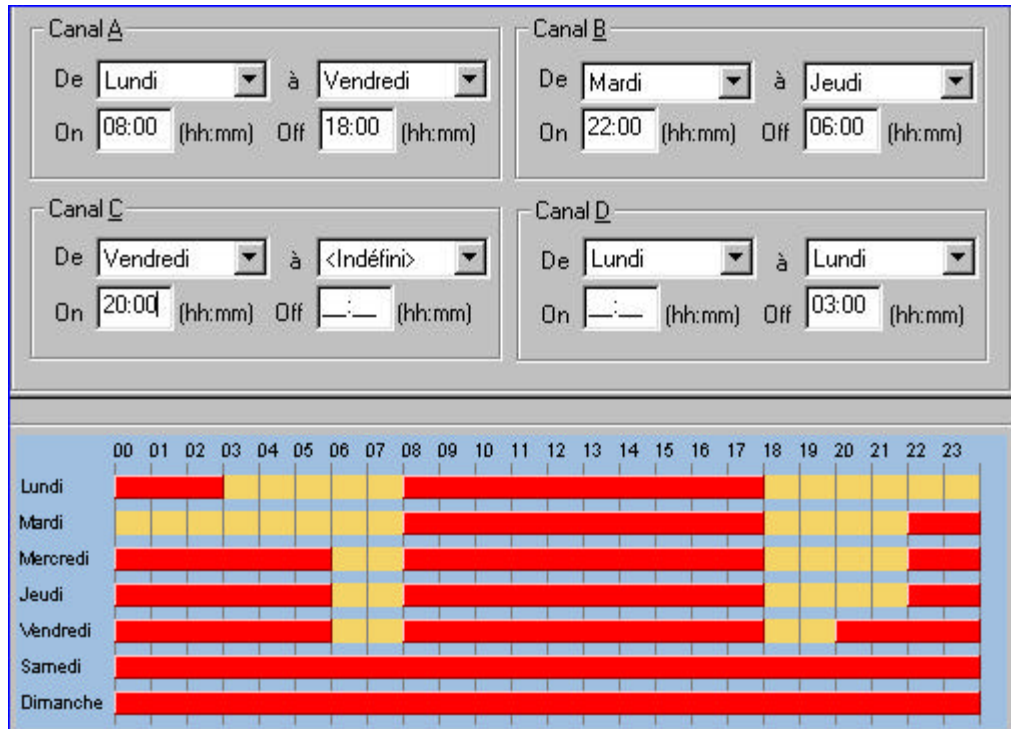 Canal A
De Lundi à Vendredi
On 08:00 (hh:mm) Off 18:00 (hh:mm)
Canal B
De Mardi à Jeudi
On 22:00 (hh:mm) Off 06:00 (hh:mm)
Canal C
De Vendredi à <Indéfini>
On 20:00 (hh:mm) Off __:__ (hh:mm)
Canal D
De Lundi à Lundi
On __:__ (hh:mm) Off 03:00 (hh:mm)
00 01 02 03 04 05 06 07 08 09 10 11 12 13 14 15 16 17 18 19 20 21 22 23
Lundi
Mardi
Mercredi
Jeudi
Vendredi
Samedi
Dimanche